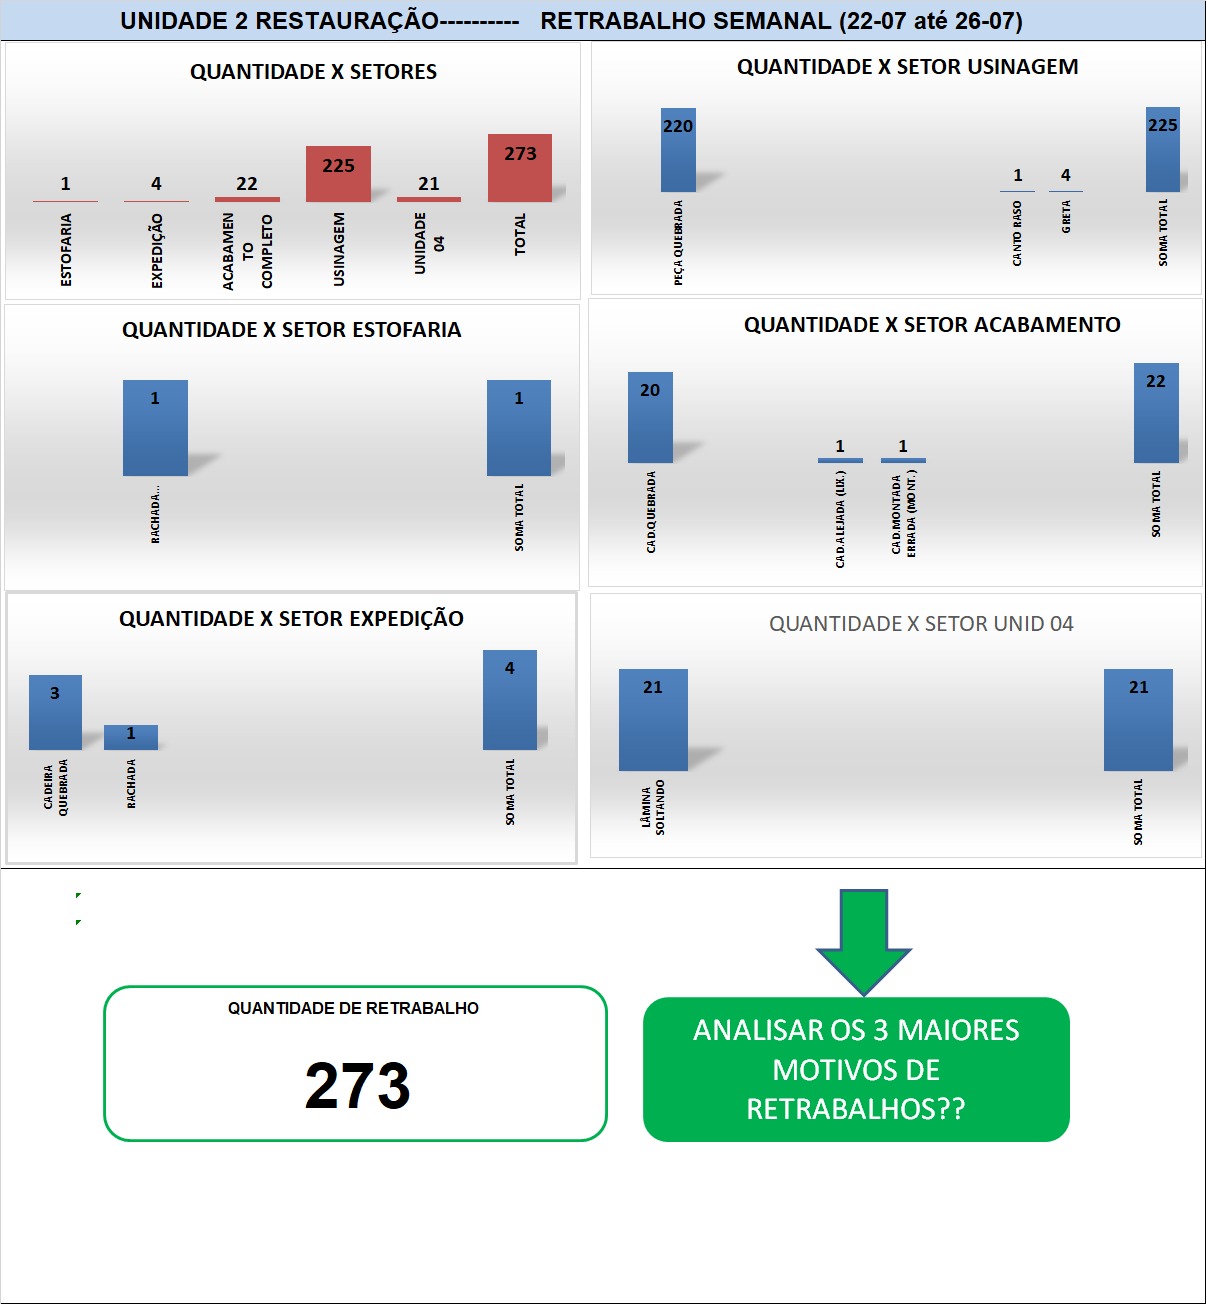 UNIDADE 2 RESTAURAÇÃO---------- RETRABALHO SEMANAL (22-07 até 26-07)
QUANTIDADE X SETORES
1
4
22
225
21
273
ESTOFARIA
EXPEDIÇÃO
ACABAMEN
TO
COMPLETO
USINAGEM
UNIDADE
04
TOTAL
QUANTIDADE X SETOR USINAGEM
220
1
4
225
PEÇA QUEBRADA
CANTO RASO
GRETA
SOMA TOTAL
QUANTIDADE X SETOR ESTOFARIA
1
1
RACHADA...
SOMA TOTAL
QUANTIDADE X SETOR ACABAMENTO
20
1
1
22
CAD.QUEBRADA
CAD.ALEJADA (LIX.)
CAD.MONTADA
ERRADA (MONT.)
SOMA TOTAL
QUANTIDADE X SETOR EXPEDIÇÃO
3
1
4
CADEIRA
QUEBRADA
RACHADA
SOMA TOTAL
QUANTIDADE X SETOR UNID 04
21
21
LÂMINA
SOLTANDO
SOMA TOTAL
QUANTIDADE DE RETRABALHO
273
ANALISAR OS 3 MAIORES
MOTIVOS DE
RETRABALHOS??